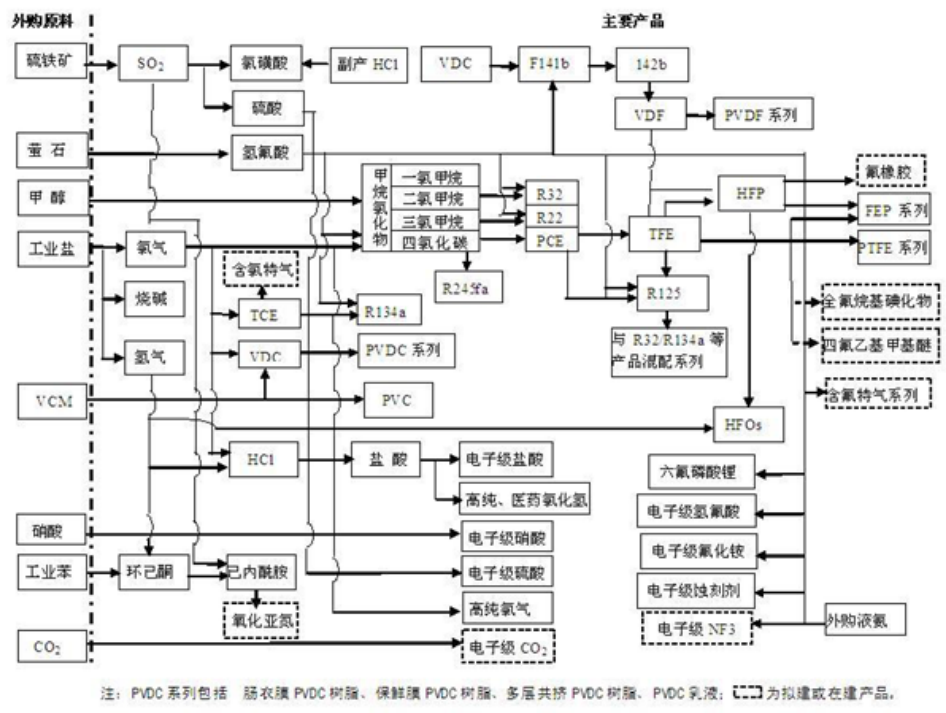 外购原料
主要产品
硫铁矿
SO₂
氯磺酸
副产 HCl
VDC
F141b
142b
硫酸
VDF
PVDF 系列
萤石
氢氟酸
甲醇
甲烷氯化物
一氯甲烷
二氯甲烷
三氯甲烷
四氯化碳
R32
R22
PCE
HFP
氟橡胶
FEP 系列
工业盐
氯气
TFE
PTFE 系列
含氯特气
R245fa
烧碱
TCE
R134a
R125
全氟烷基碘化物
氢气
VDC
PVDC 系列
与 R32/R134a 等
产品混配系列
四氟乙基甲基醚
VCM
PVC
含氟特气系列
HFOs
HCl
盐酸
电子级盐酸
六氟磷酸锂
高纯、医药氯化氢
电子级氢氟酸
硝酸
电子级硝酸
电子级氟化铵
工业苯
环己酮
己内酰胺
电子级硫酸
电子级蚀刻剂
氧化亚氮
高纯氯气
电子级 NF3
外购液氨
CO₂
电子级 CO₂
注：PVDC 系列包括 肠衣膜 PVDC 树脂、保鲜膜 PVDC 树脂、多层共挤 PVDC 树脂、PVDC 乳液；为拟建或在建产品。